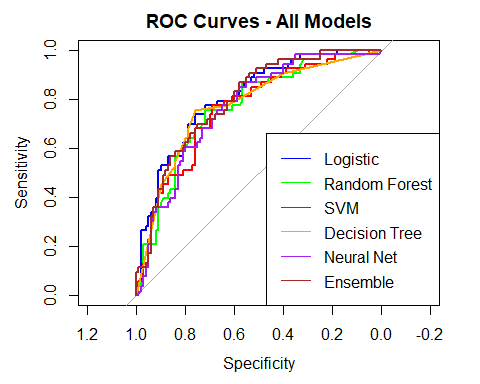 ROC Curves - All Models
Sensitivity
1.0
0.8
0.6
0.4
0.2
0.0
Logistic
Random Forest
SVM
Decision Tree
Neural Net
Ensemble
1.2 1.0 0.8 0.6 0.4 0.2 0.0 -0.2
Specificity